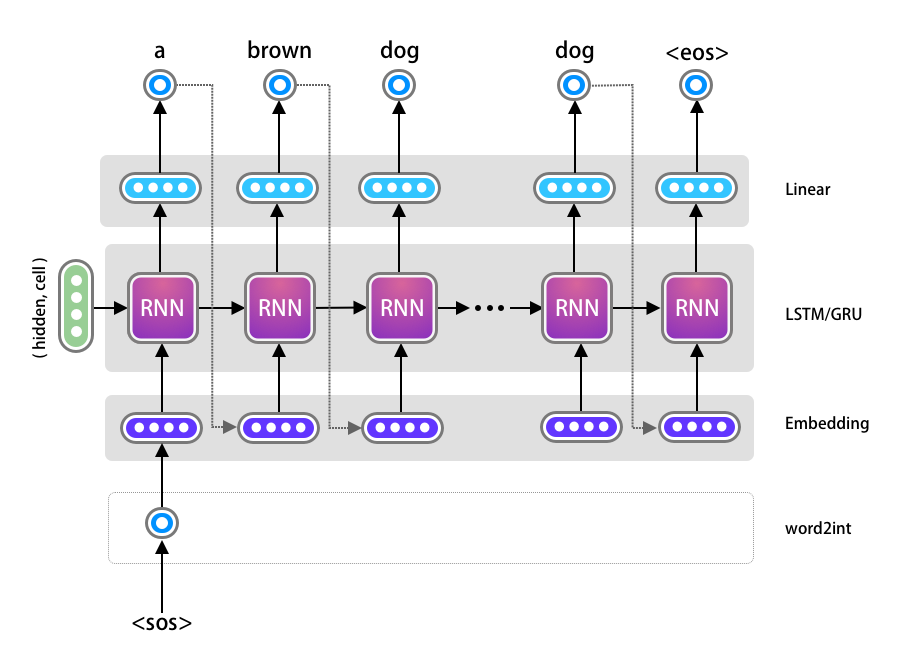 a brown dog dog <eos>
Linear
( hidden, cell )
RNN RNN RNN RNN RNN
LSTM/GRU
Embedding
word2int
<sos>